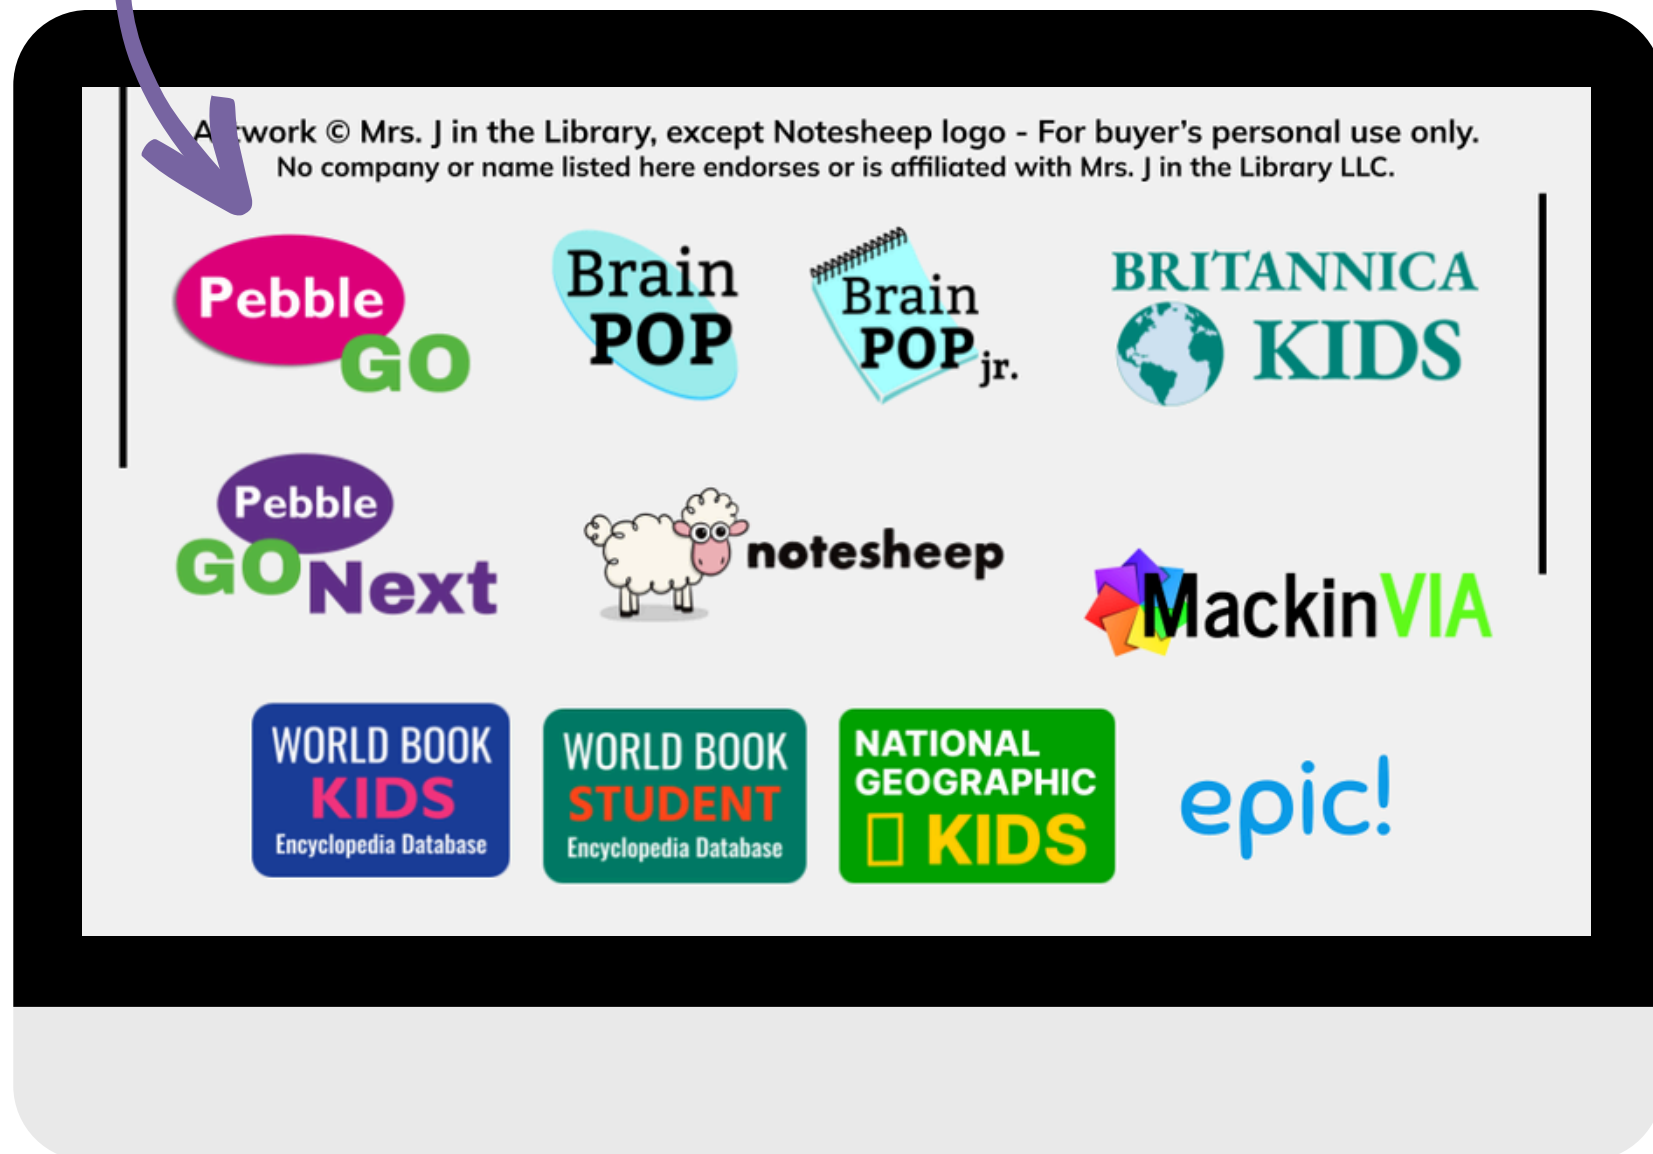 Artwork © Mrs. J in the Library, except Notesheep logo - For buyer's personal use only.
No company or name listed here endorses or is affiliated with Mrs. J in the Library LLC.
Pebble
GO
Brain
POP
Brain
POP jr.
BRITANNICA
KIDS
Pebble
GO Next
notesheep
MackinVIA
WORLD BOOK
KIDS
Encyclopedia Database
WORLD BOOK
STUDENT
Encyclopedia Database
NATIONAL
GEOGRAPHIC
KIDS
epic!